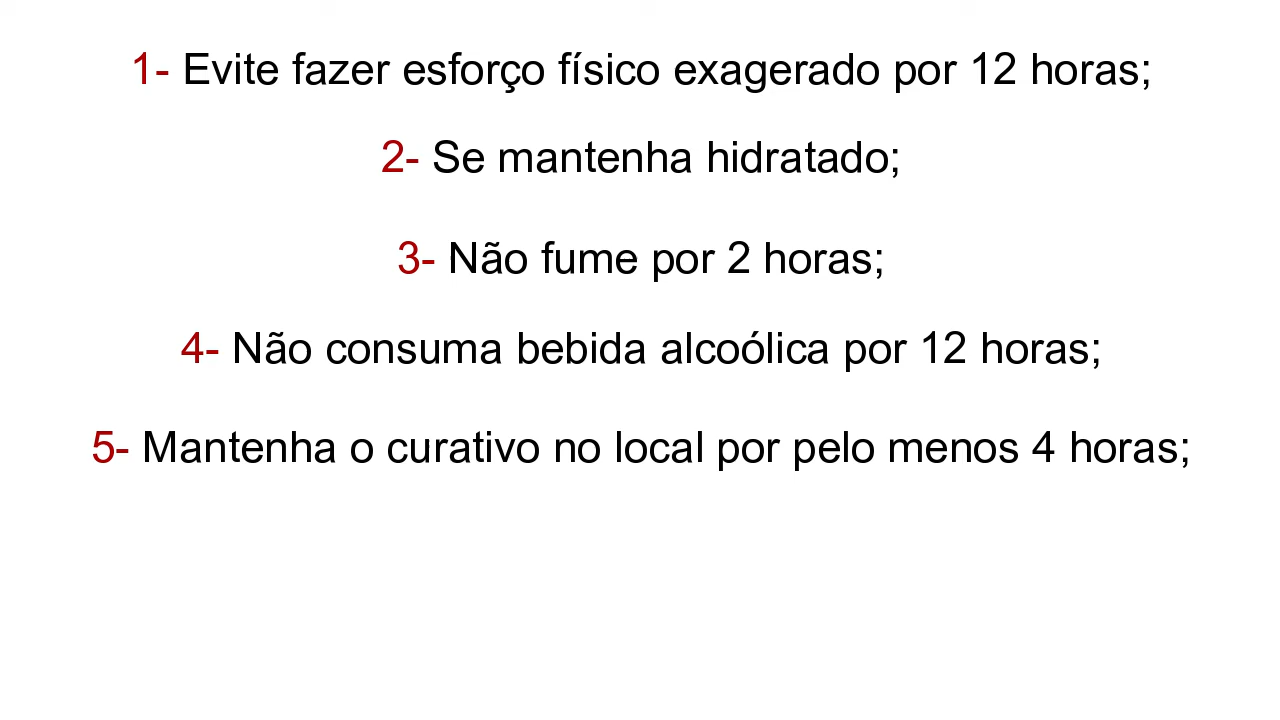 1- Evite fazer esforço físico exagerado por 12 horas;
2- Se mantenha hidratado;
3- Não fume por 2 horas;
4- Não consuma bebida alcoólica por 12 horas;
5- Mantenha o curativo no local por pelo menos 4 horas;